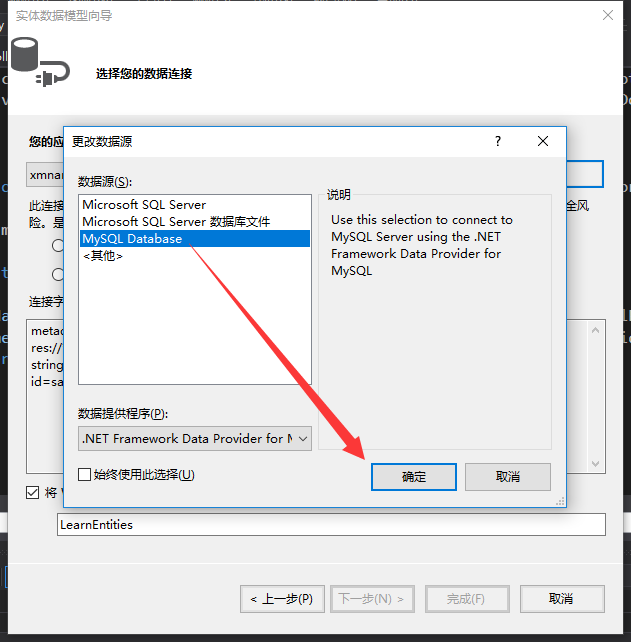 实体数据模型向导
选择您的数据连接
您的应
更改数据源
?
数据源(S):
xmnar
Microsoft SQL Server
Microsoft SQL Server 数据库文件
MySQL Database
<其他>
说明
Use this selection to connect to
MySQL Server using the .NET
Framework Data Provider for
MySQL
此连接
全风
险。是
连接字
metad
res://
string
id=sa
数据提供程序(P):
.NET Framework Data Provider for M
始终使用此选择(U)
确定
取消
将
LearnEntities
< 上一步(P)
下一步(N) >
完成(F)
取消